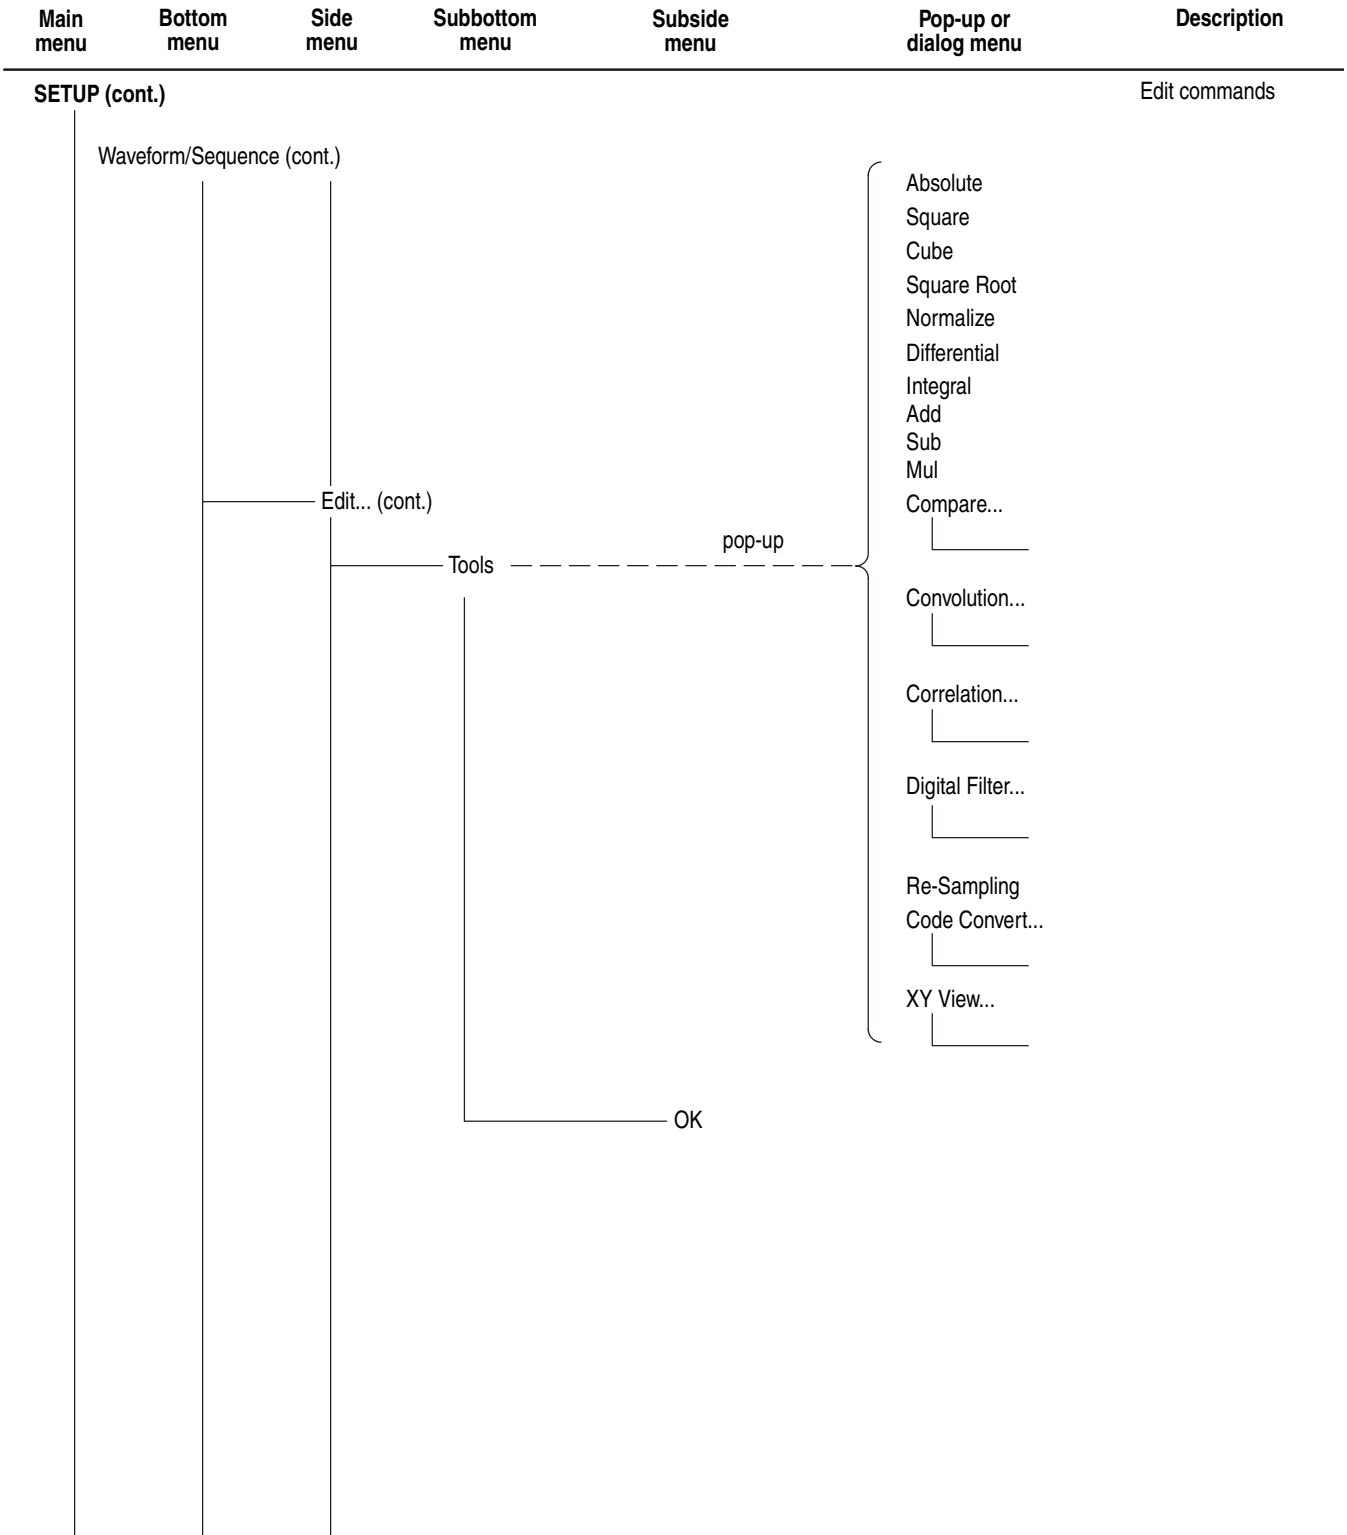 Main menu
Bottom menu
Side menu
Subbottom menu
Subside menu
Pop-up or dialog menu
Description
SETUP (cont.)
Edit commands
Waveform/Sequence (cont.)
Absolute
Square
Cube
Square Root
Normalize
Differential
Integral
Add
Sub
Mul
Edit... (cont.)
Compare...
pop-up
Tools
Convolution...
Correlation...
Digital Filter...
Re-Sampling
Code Convert...
XY View...
OK